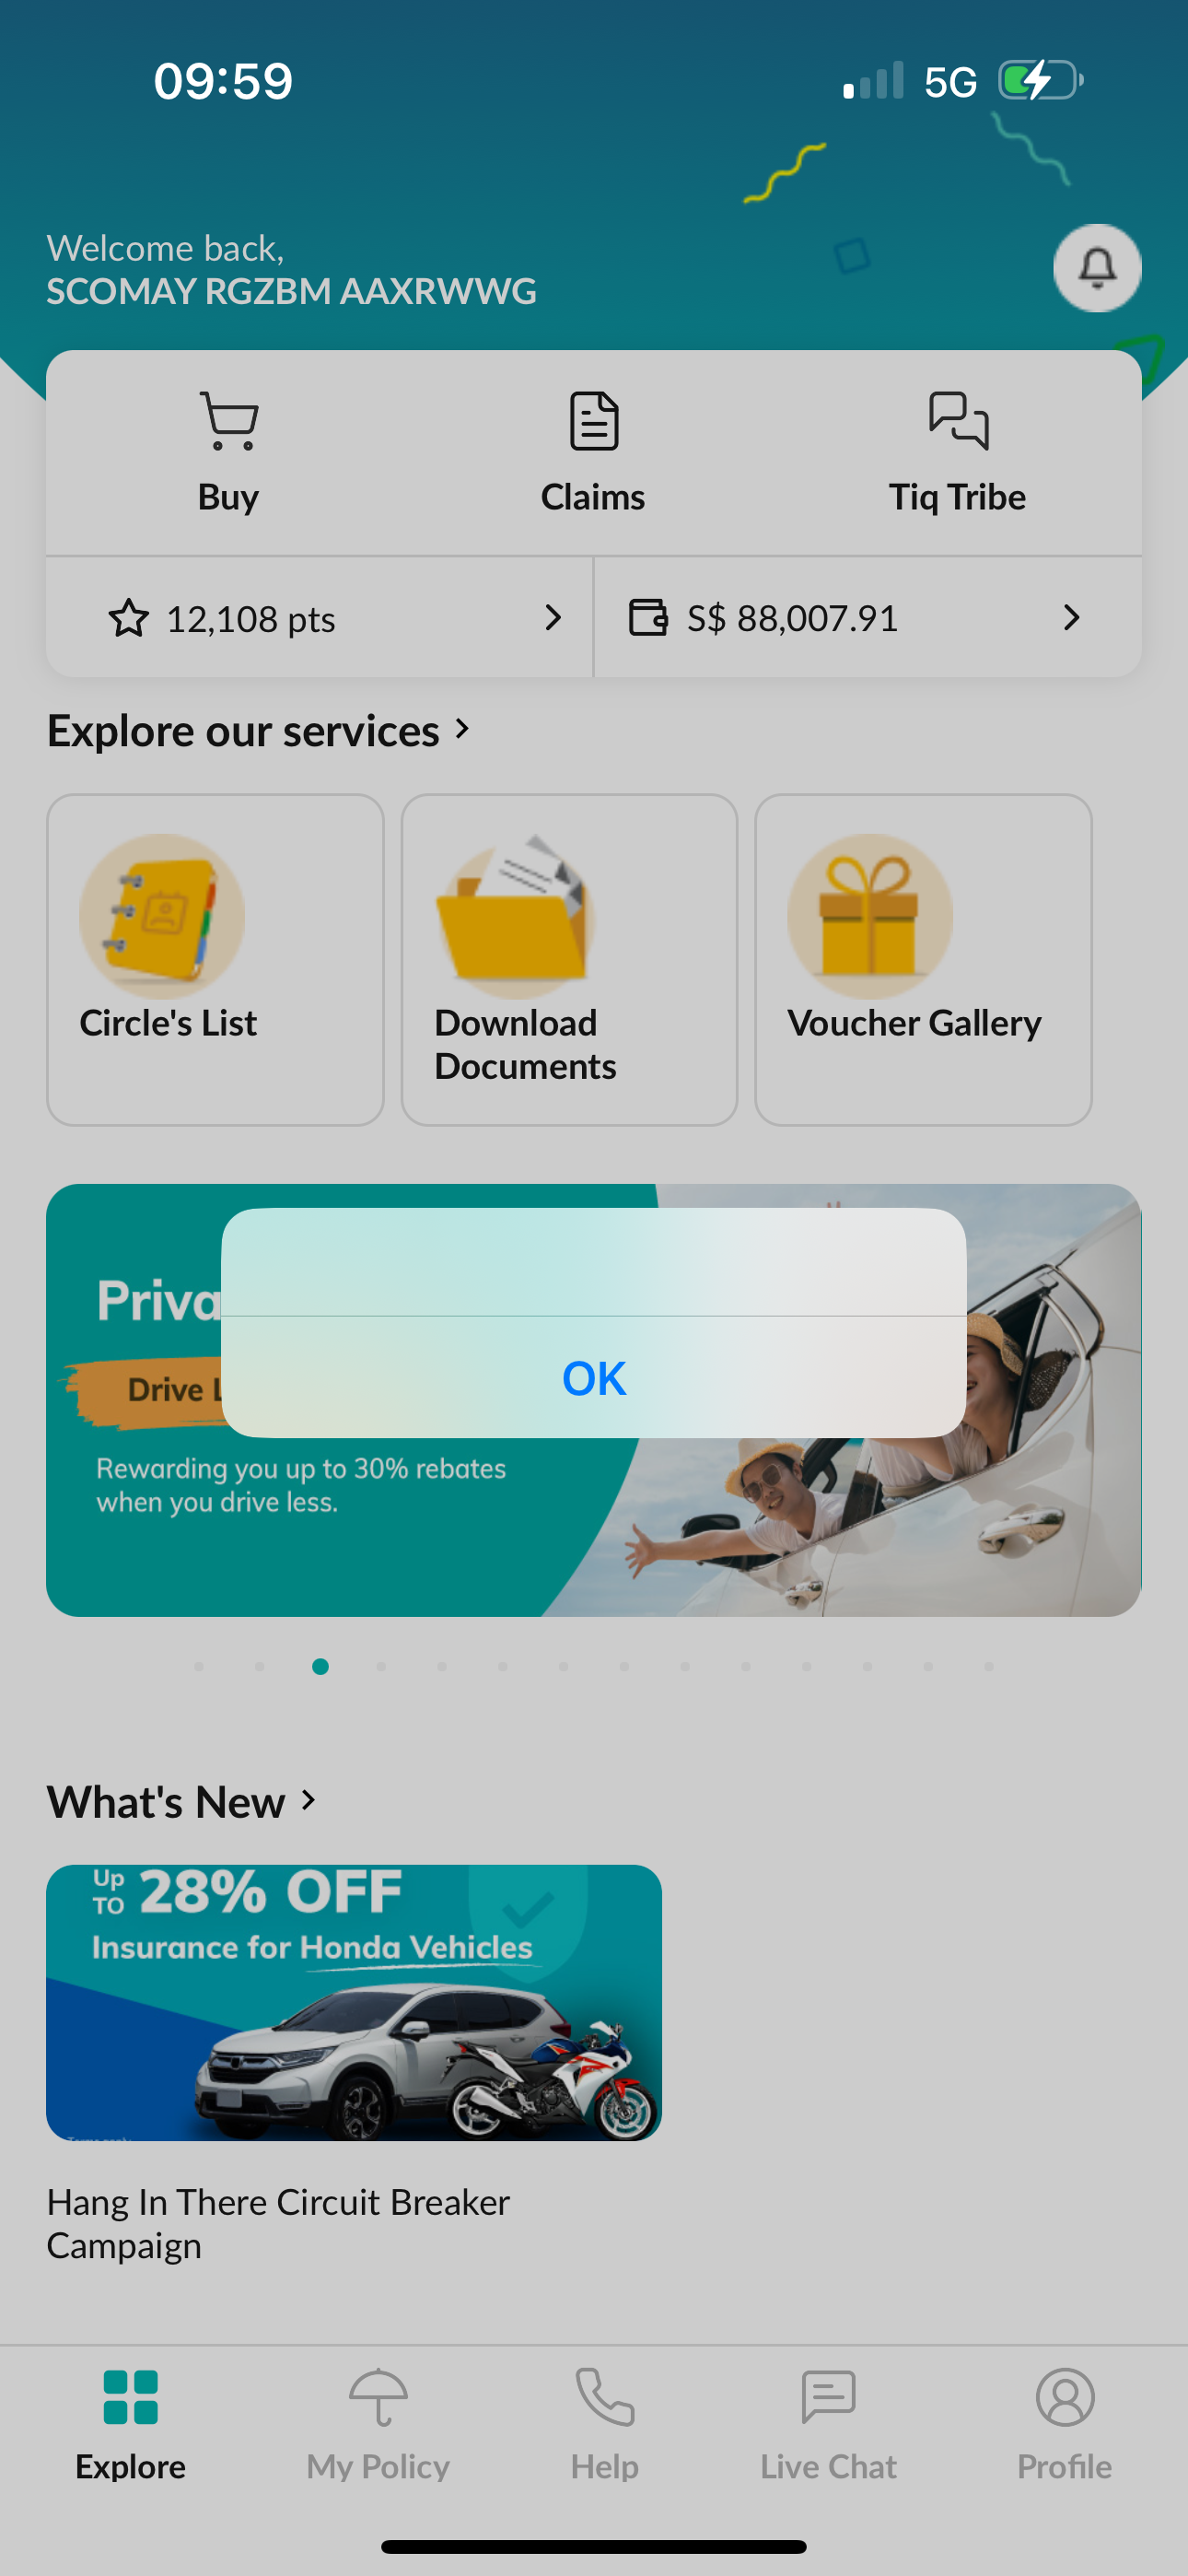 09:59
5G
Welcome back,
SCOMAY RGZBM AAXRWWG
Buy
Claims
Tiq Tribe
12,108 pts
S$ 88,007.91
Explore our services
Circle's List
Download
Documents
Voucher Gallery
Priva
Drive L
OK
Rewarding you up to 30% rebates
when you drive less.
What's New
Up
TO
28% OFF
Insurance for Honda Vehicles
Hang In There Circuit Breaker
Campaign
Explore
My Policy
Help
Live Chat
Profile